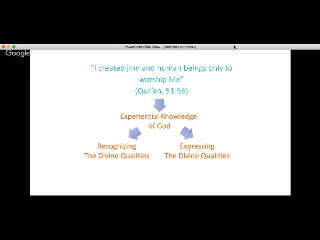 Google
"I created jinn and human beings only to
worship Me"
(Qur'an, 51:56)
Experiential Knowledge
of God
Recognizing
The Divine Qualities
Expressing
The Divine Qualities